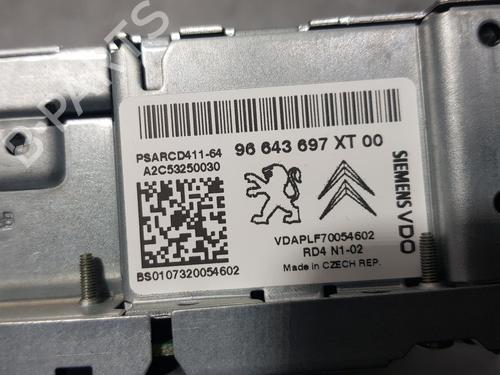 PSARCD411-64
A2C53250030
96 643 697 XT 00
SIEMENS VDO
VDAPLF70054602
RD4 N1-02
Made in CZECH REP.
BS0107320054602
B-PARTS